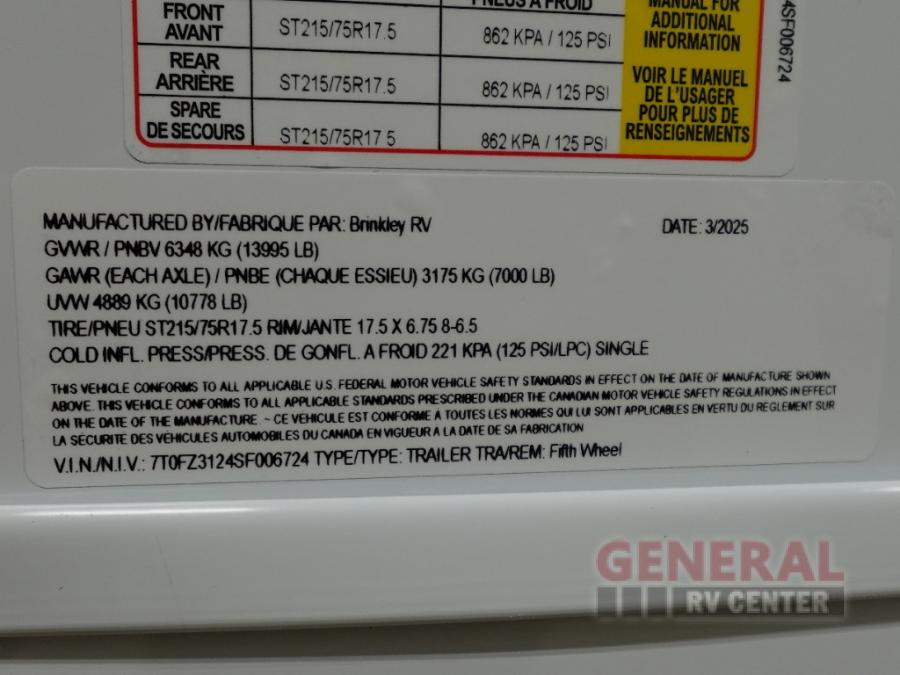 PNEUS À FROID
FRONT
AVANT
ST215/75R17.5
862 KPA / 125 PSI
REAR
ARRIÈRE
ST215/75R17.5
862 KPA / 125 PSI
SPARE
DE SECOURS
ST215/75R17 5
862 KPA / 125 PSI
MANUAL FOR
ADDITIONAL
INFORMATION
VOIR LE MANUEL
DE L'USAGER
POUR PLUS DE
RENSEIGNEMENTS
4SF006724
MANUFACTURED BY/FABRIQUE PAR: Brinkley RV DATE: 3/2025
GVWR / PNBV 6348 KG (13995 LB)
GAWR (EACH AXLE) / PNBE (CHAQUE ESSIEU) 3175 KG (7000 LB)
UVW 4889 KG (10778 LB)
TIRE/PNEU ST215/75R17.5 RIM/JANTE 17.5 X 6.75 8-6.5
COLD INFL. PRESS/PRESS. DE GONFL. A FROID 221 KPA (125 PSI/LPC) SINGLE
THIS VEHICLE CONFORMS TO ALL APPLICABLE U.S. FEDERAL MOTOR VEHICLE SAFETY STANDARDS IN EFFECT ON THE DATE OF MANUFACTURE SHOWN
ABOVE. THIS VEHICLE CONFORMS TO ALL APPLICABLE STANDARDS PRESCRIBED UNDER THE CANADIAN MOTOR VEHICLE SAFETY REGULATIONS IN EFFECT
ON THE DATE OF THE MANUFACTURE. ~ CE VEHICULE EST CONFORME À TOUTES LES NORMES QUI LUI SONT APPLICABLES EN VERTU DU REGLEMENT SUR
LA SECURITE DES VÉHICULES AUTOMOBILES DU CANADA EN VIGUEUR A LA DATE DE SA FABRICATION
V.I.N./N.I.V.: 7T0FZ3124SF006724 TYPE/TYPE: TRAILER TRA/REM: Fifth Wheel
GENERAL
RV CENTER